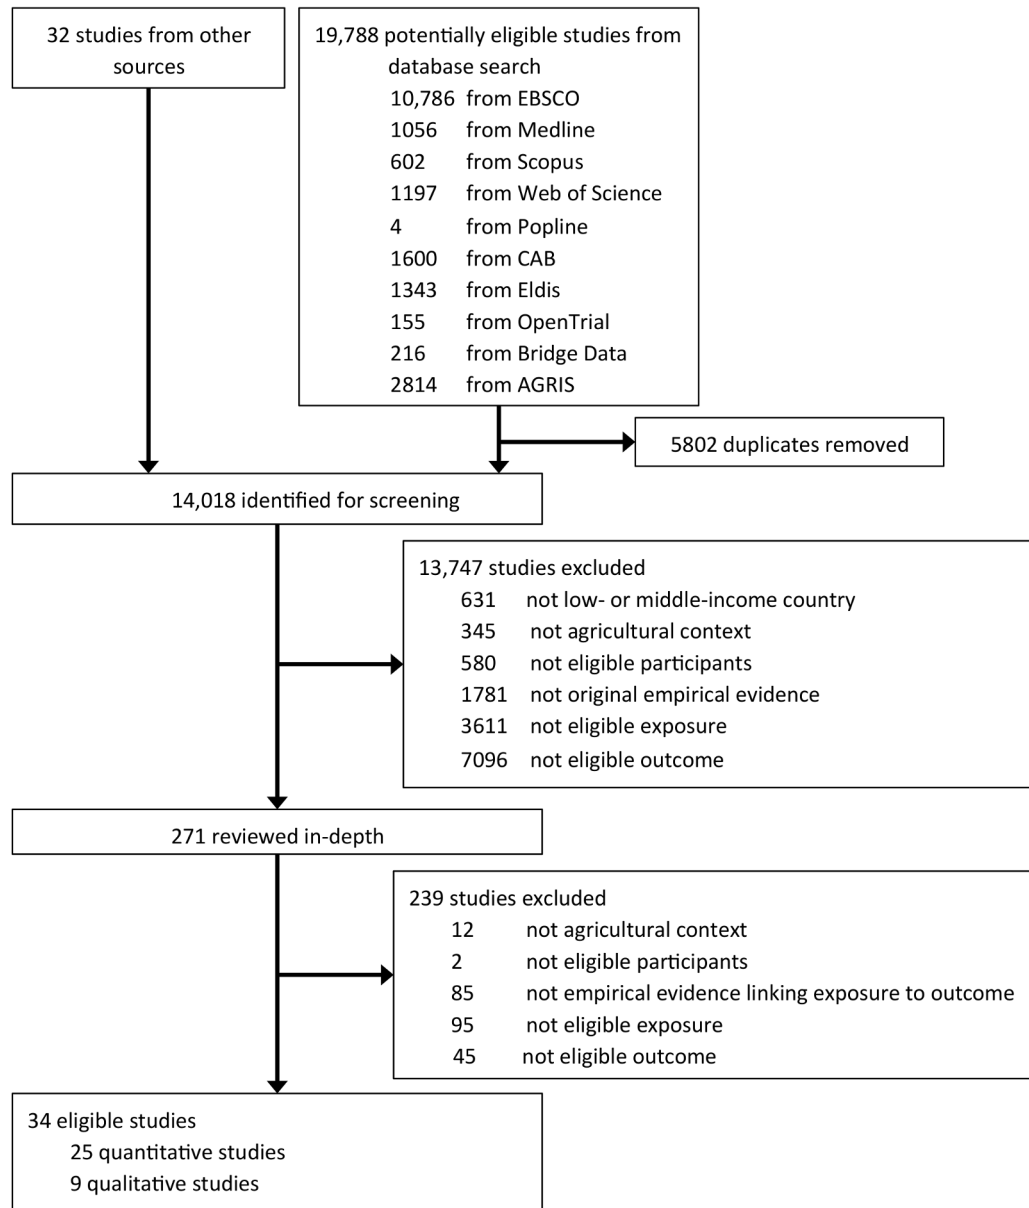 32 studies from other
sources
19,788 potentially eligible studies from
database search
10,786 from EBSCO
1056 from Medline
602 from Scopus
1197 from Web of Science
4 from Popline
1600 from CAB
1343 from Eldis
155 from OpenTrial
216 from Bridge Data
2814 from AGRIS
5802 duplicates removed
14,018 identified for screening
13,747 studies excluded
631 not low- or middle-income country
345 not agricultural context
580 not eligible participants
1781 not original empirical evidence
3611 not eligible exposure
7096 not eligible outcome
271 reviewed in-depth
239 studies excluded
12 not agricultural context
2 not eligible participants
85 not empirical evidence linking exposure to outcome
95 not eligible exposure
45 not eligible outcome
34 eligible studies
25 quantitative studies
9 qualitative studies